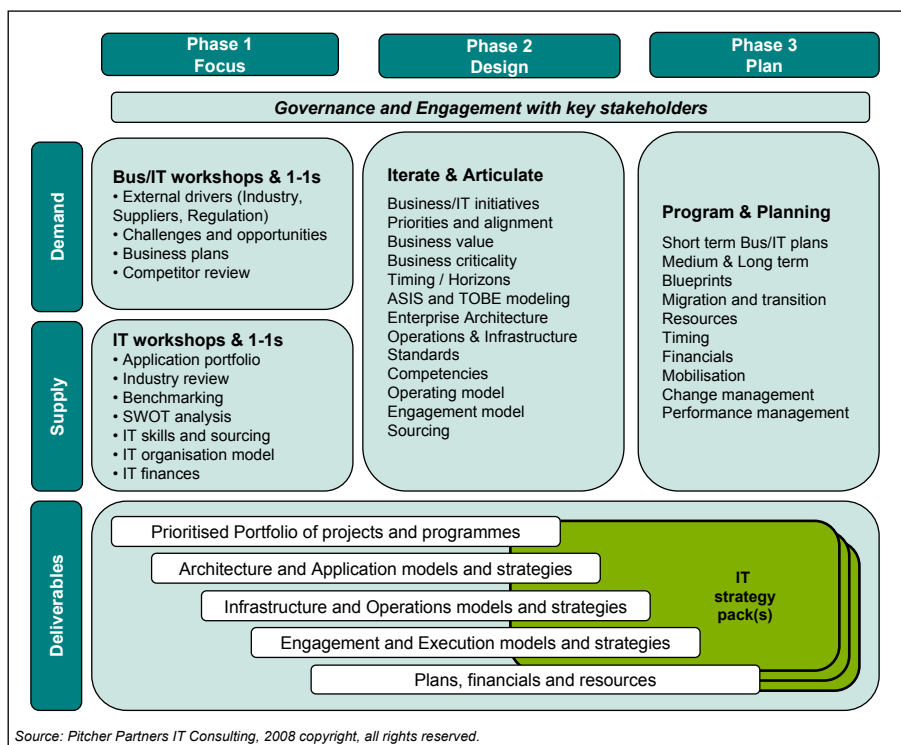 Phase 1
Focus
Phase 2
Design
Phase 3
Plan
Governance and Engagement with key stakeholders
Demand
Bus/IT workshops & 1-1s
• External drivers (Industry,
Suppliers, Regulation)
• Challenges and opportunities
• Business plans
• Competitor review
Supply
IT workshops & 1-1s
• Application portfolio
• Industry review
• Benchmarking
• SWOT analysis
• IT skills and sourcing
• IT organisation model
• IT finances
Iterate & Articulate
Business/IT initiatives
Priorities and alignment
Business value
Business criticality
Timing / Horizons
ASIS and TOBE modeling
Enterprise Architecture
Operations & Infrastructure
Standards
Competencies
Operating model
Engagement model
Sourcing
Program & Planning
Short term Bus/IT plans
Medium & Long term
Blueprints
Migration and transition
Resources
Timing
Financials
Mobilisation
Change management
Performance management
Deliverables
Prioritised Portfolio of projects and programmes
Architecture and Application models and strategies
Infrastructure and Operations models and strategies
Engagement and Execution models and strategies
Plans, financials and resources
IT
strategy
pack(s)
Source: Pitcher Partners IT Consulting, 2008 copyright, all rights reserved.